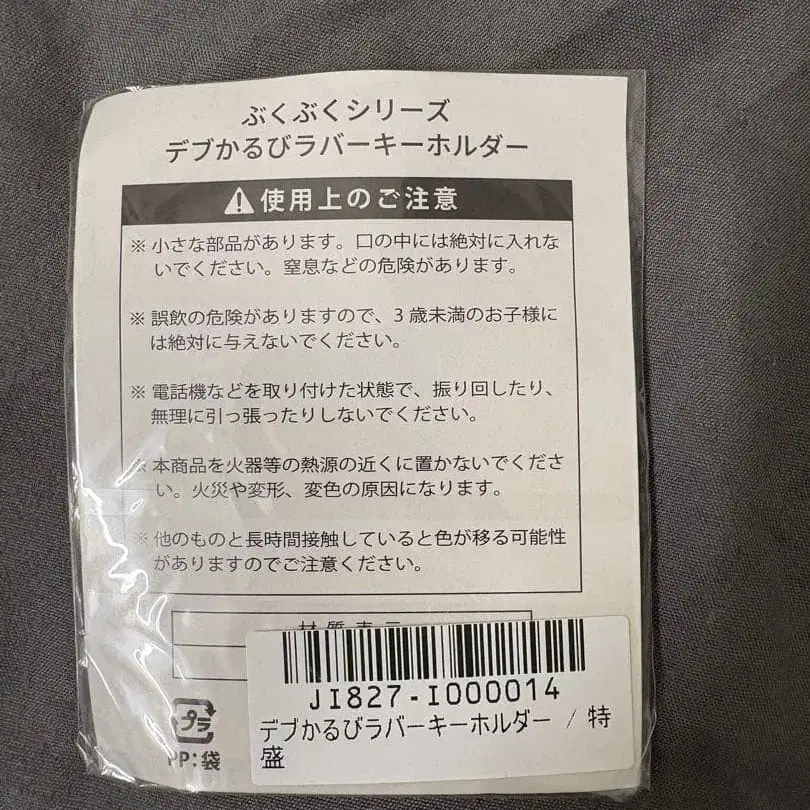 ぶくぶくシリーズ
デブかるびラバーキーホルダー
使用上のご注意
※ 小さな部品があります。口の中には絶対に入れな
いでください。窒息などの危険があります。
※ 誤飲の危険がありますので、3 歳未満のお子様に
は絶対に与えないでください。
※ 電話機などを取り付けた状態で、振り回したり、
無理に引っ張ったりしないでください。
※ 本商品を火器等の熱源の近くに置かないでくださ
い。火災や変形、変色の原因になります。
※ 他のものと長時間接触していると色が移る可能性
がありますのでご注意ください。
JI827-I000014
デブかるびラバーキーホルダー / 特
盛
プラ
PP:袋